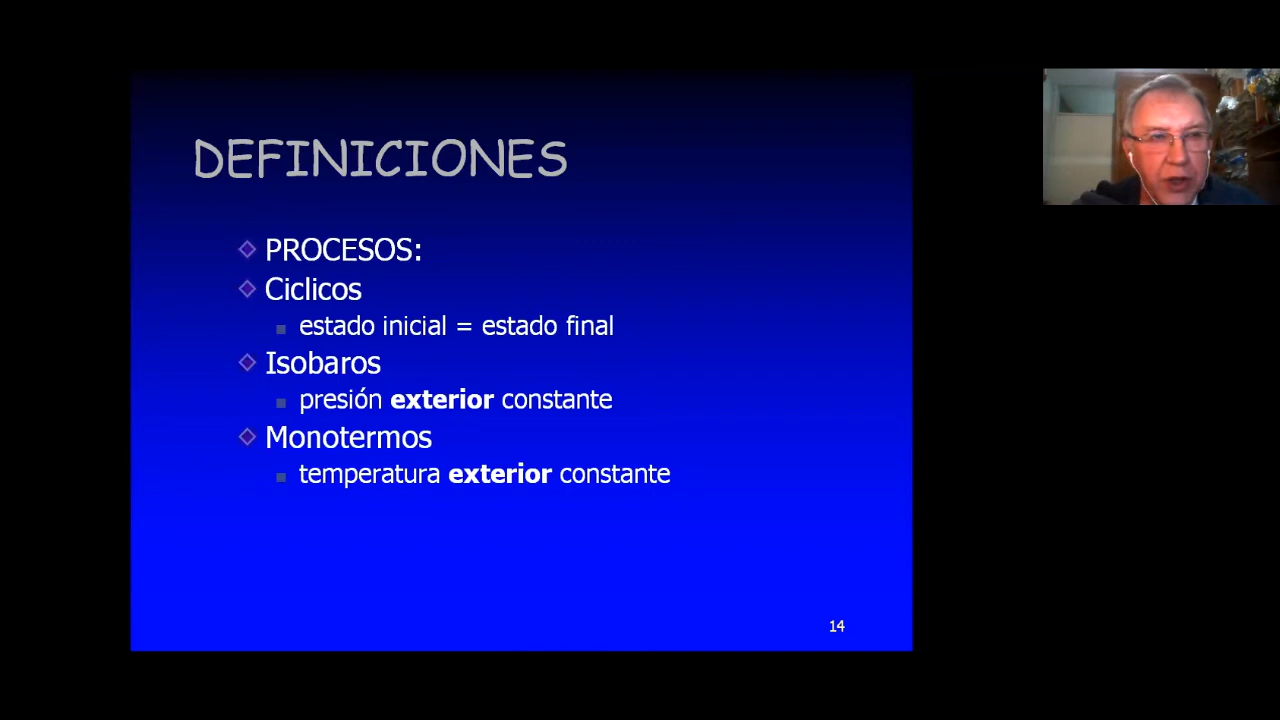 DEFINICIONES
PROCESOS:
Ciclicos
estado inicial = estado final
Isobaros
presión exterior constante
Monotermos
temperatura exterior constante
14